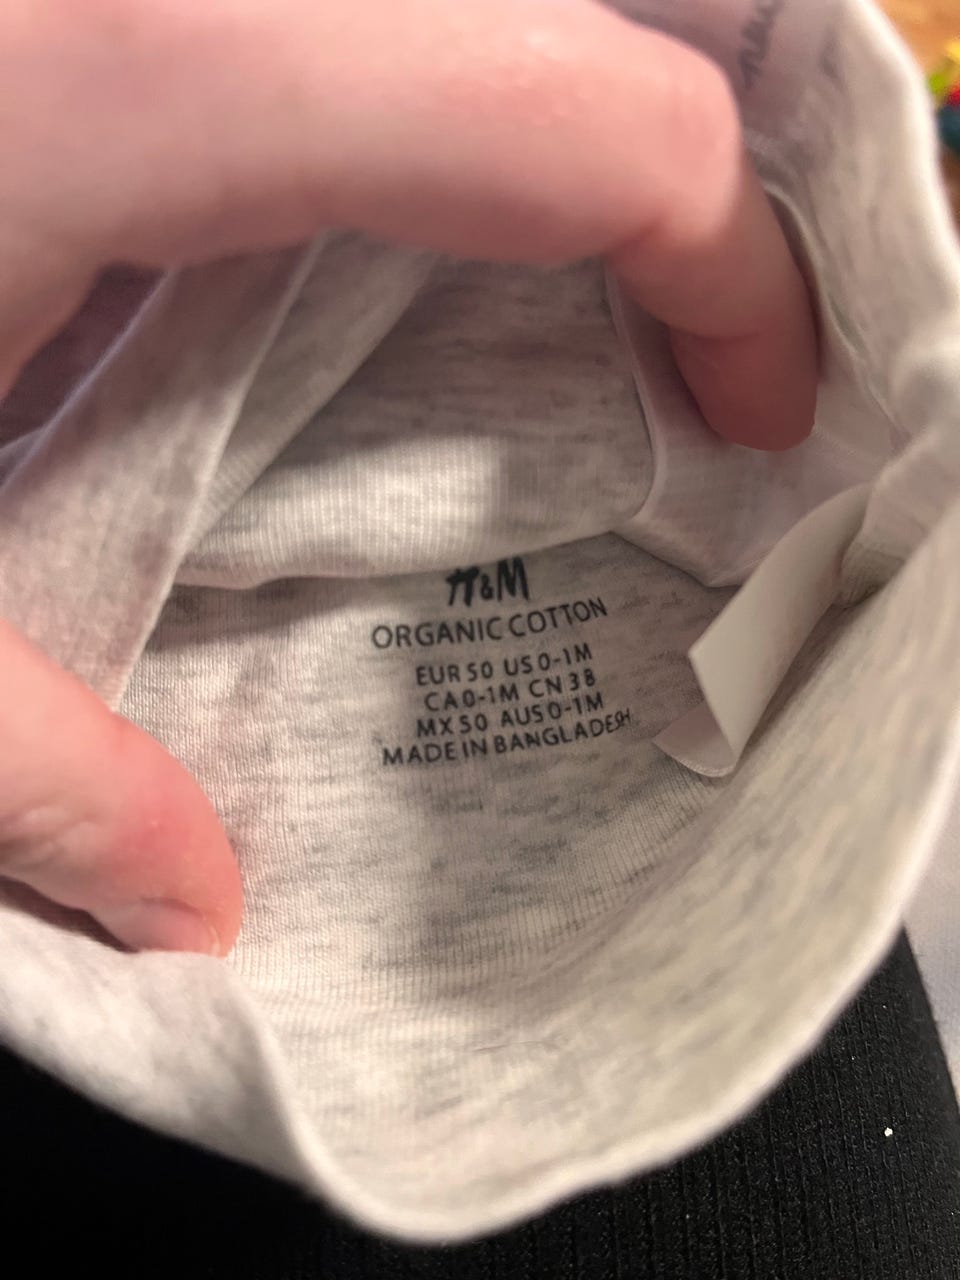 H&M
ORGANIC COTTON
EUR 50 US 0-1M
CA 0-1M CN 38
MX 50 AUS 0-1M
MADE IN BANGLADESH